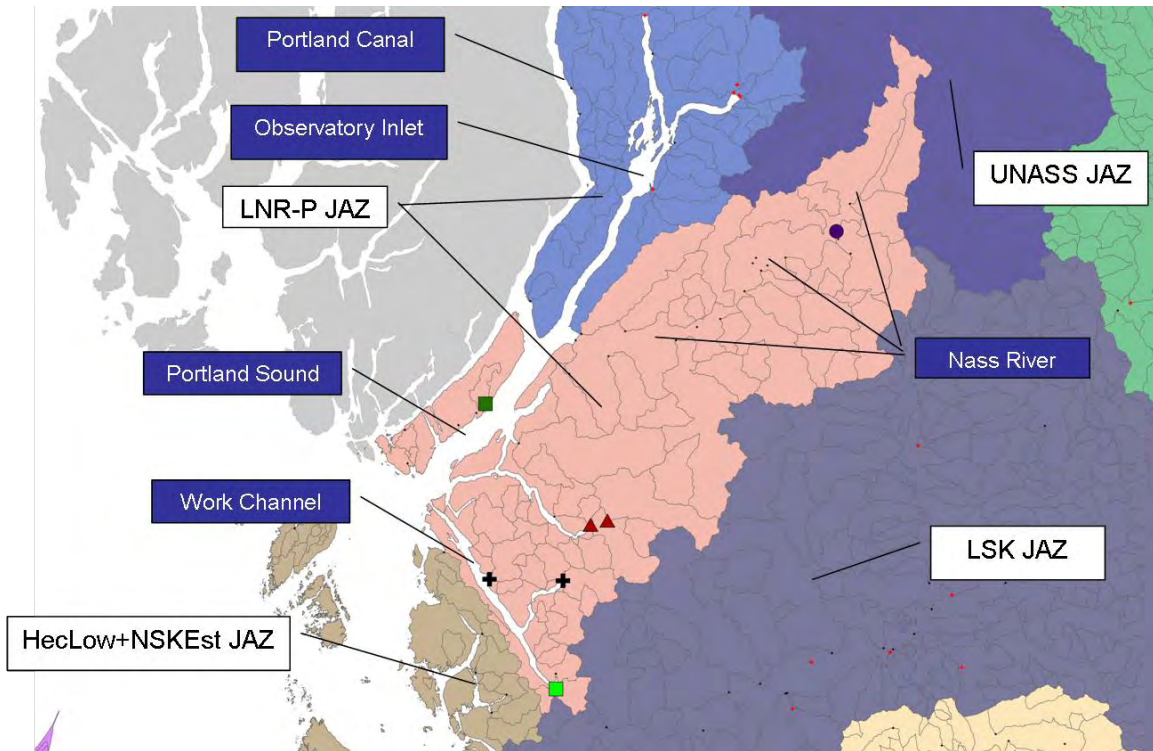 Portland Canal
Observatory Inlet
LNR-P JAZ
UNASS JAZ
Portland Sound
Nass River
Work Channel
LSK JAZ
HecLow+NSKEst JAZ